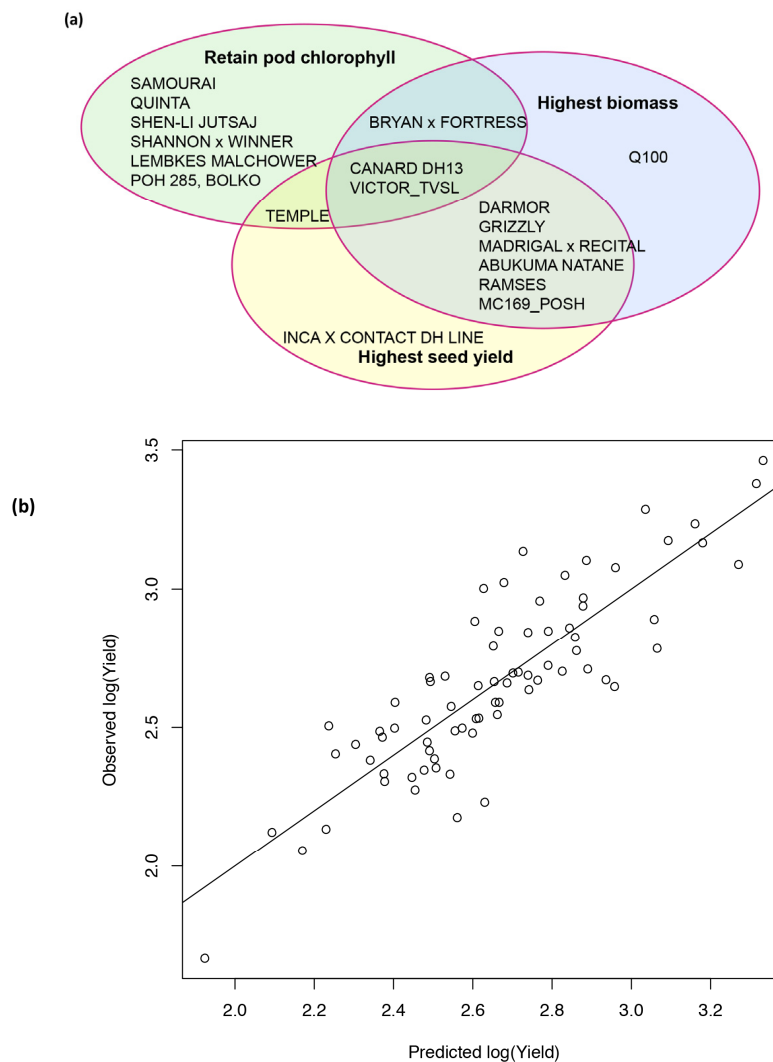 (a)
Retain pod chlorophyll
SAMOURAI
QUINTA
SHEN-LI JUTSAJ
SHANNON x WINNER
LEMBKES MALCHOWER
POH 285, BOLKO
BRYAN x FORTRESS
Highest biomass
Q100
CANARD DH13
VICTOR_TVSL
TEMPLE
DARMOR
GRIZZLY
MADRIGAL x RECITAL
ABUKUMA NATANE
RAMSES
MC169_POSH
INCA X CONTACT DH LINE
Highest seed yield
(b)
Observed log(Yield)
3.5
3.0
2.5
2.0
2.0 2.2 2.4 2.6 2.8 3.0 3.2
Predicted log(Yield)